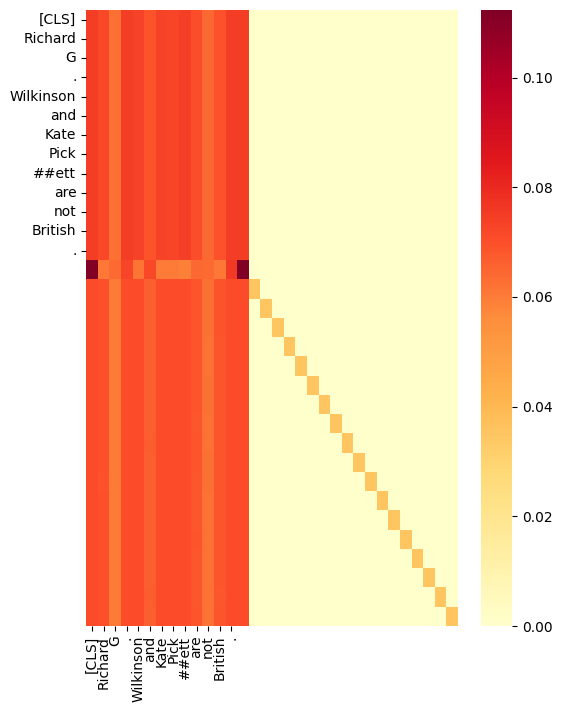 [CLS]
Richard
G
.
Wilkinson
and
Kate
Pick
##ett
are
not
British
.
0.10
0.08
0.06
0.04
0.02
0.00
[CLS]
Richard
G
.
Wilkinson
and
Kate
Pick
##ett
are
not
British
.